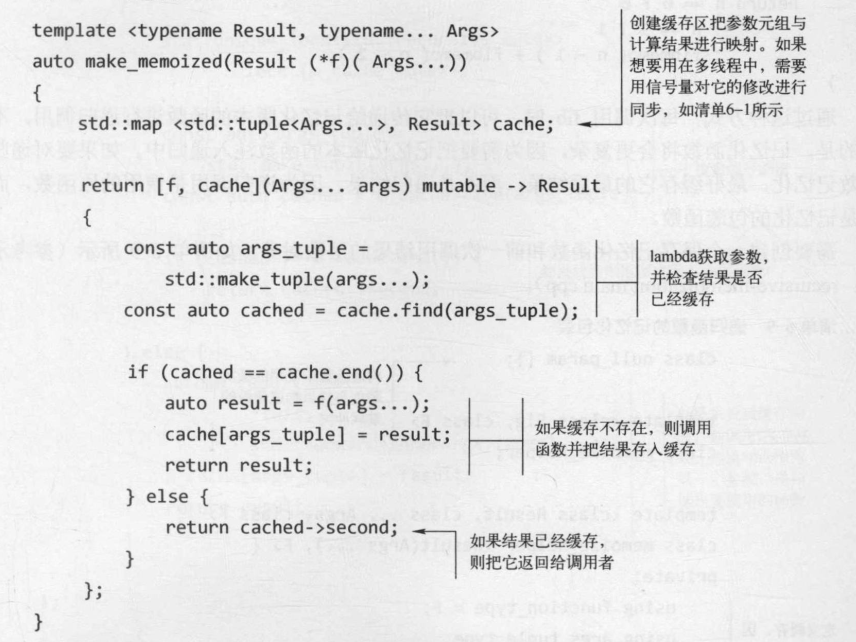 template <typename Result, typename... Args>
auto make_memoized(Result (*f)( Args...))
{
std::map <std::tuple<Args...>, Result> cache;
创建缓存区把参数元组与
计算结果进行映射。如果
想要用在多线程中，需要
用信号量对它的修改进行
同步，如清单6-1所示
return [f, cache](Args... args) mutable -> Result
{
const auto args_tuple =
std::make_tuple(args...);
const auto cached = cache.find(args_tuple);
lambda获取参数，
并检查结果是否
已经缓存
if (cached == cache.end()) {
auto result = f(args...);
cache[args_tuple] = result;
return result;
如果缓存不存在，则调用
函数并把结果存入缓存
} else {
return cached->second;
如果结果已经缓存，
则把它返回给调用者
}
};
}